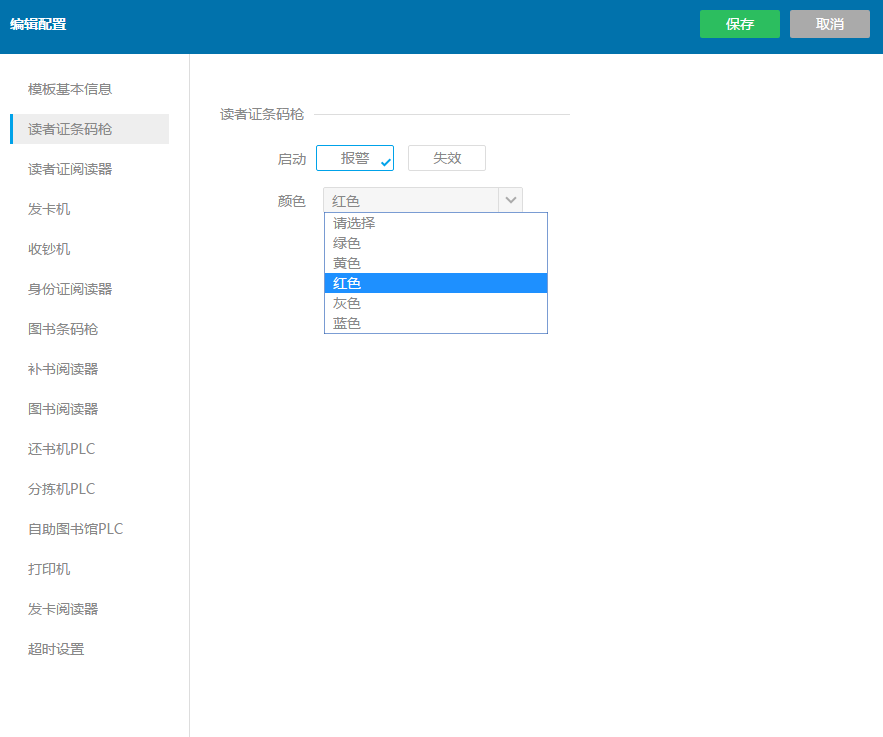 编辑配置
保存
取消
模板基本信息
读者证条码枪
读者证阅读器
发卡机
收钞机
身份证阅读器
图书条码枪
补书阅读器
图书阅读器
还书机PLC
分拣机PLC
自助图书馆PLC
打印机
发卡阅读器
超时设置
读者证条码枪
启动 报警 失效
颜色 红色
请选择
绿色
黄色
红色
灰色
蓝色